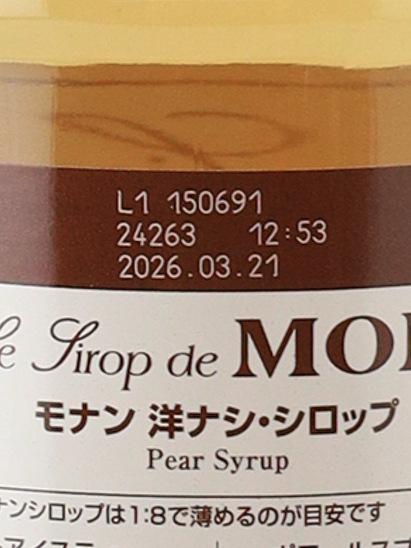 L1 150691
24263 12:53
2026.03.21
Sirop de
モナン 洋ナシ・シロップ
Pear Syrup
ナンシロップは1:8で薄めるのが目安です